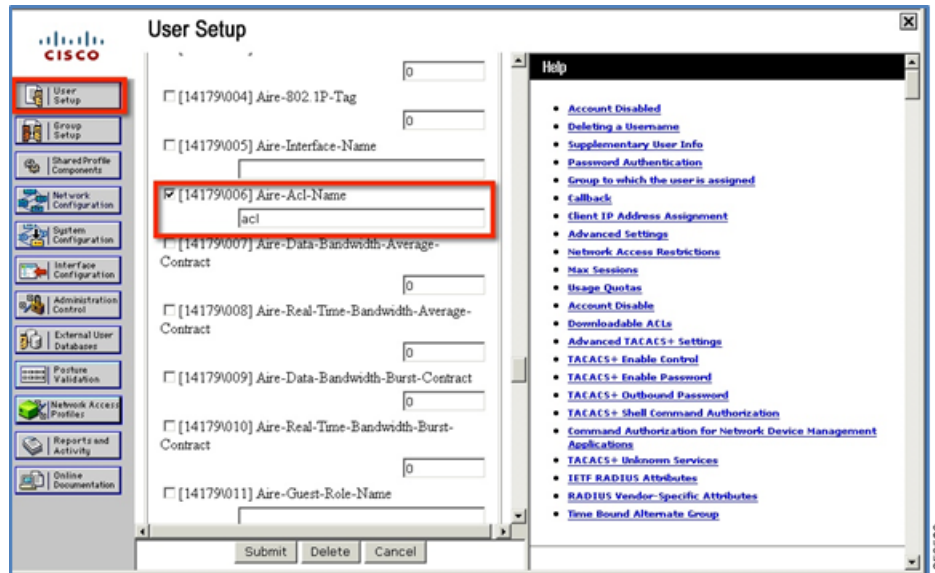 CISCO
User Setup
User
Setup
Group
Setup
Shared Profile
Components
Network
Configuration
System
Configuration
Interface
Configuration
Administration
Control
External User
Databases
Posture
Validation
Network Access
Profiles
Reports and
Activity
Online
Documentation
0
[14179\004] Aire-802.1P-Tag
0
[14179\005] Aire-Interface-Name
[14179\006] Aire-Acl-Name
acl
[14179\007] Aire-Data-Bandwidth-Average-
Contract
0
[14179\008] Aire-Real-Time-Bandwidth-Average-
Contract
0
[14179\009] Aire-Data-Bandwidth-Burst-Contract
0
[14179\010] Aire-Real-Time-Bandwidth-Burst-
Contract
0
[14179\011] Aire-Guest-Role-Name
Submit
Delete
Cancel
Help
Account Disabled
Deleting a Username
Supplementary User Info
Password Authentication
Group to which the user is assigned
Callback
Client IP Address Assignment
Advanced Settings
Network Access Restrictions
Max Sessions
Usage Quotas
Account Disable
Downloadable ACLs
Advanced TACACS+ Settings
TACACS+ Enable Control
TACACS+ Enable Password
TACACS+ Outbound Password
TACACS+ Shell Command Authorization
Command Authorization for Network Device Management
Applications
TACACS+ Unknown Services
IETF RADIUS Attributes
RADIUS Vendor-Specific Attributes
Time Bound Alternate Group